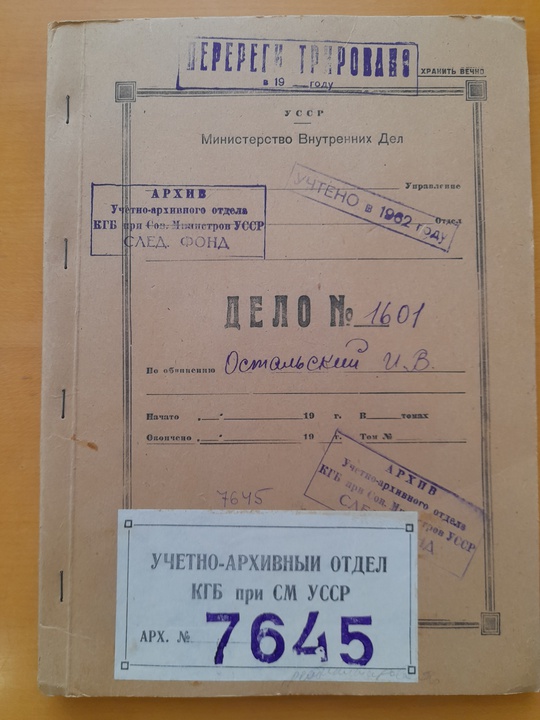 ПЕРЕРЕГИ ТРИРОВАНО
в 19 году
ХРАНИТЬ ВЕЧНО
УССР
Министерство Внутренних Дел
Управление
АРХИВ
Учетно-архивного отдела
КГБ при Сов. Министров УССР
СЛЕД. ФОНД
УЧТЕНО в 1962 году
Отдел
ДЕЛО № 1601
По обвинению Остальский И.В.
Начато 19 г. В томах
Окончено 19 г. Том №
АРХИВ
Учетно-архивного отдела
КГБ при Сов. Министров УССР
7645
УЧЕТНО-АРХИВНЫЙ ОТДЕЛ
КГБ при СМ УССР
АРХ. № 7645